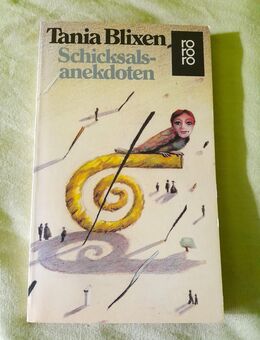 Tania Blixen
Schicksals-
anekdoten
ro
ro
ro